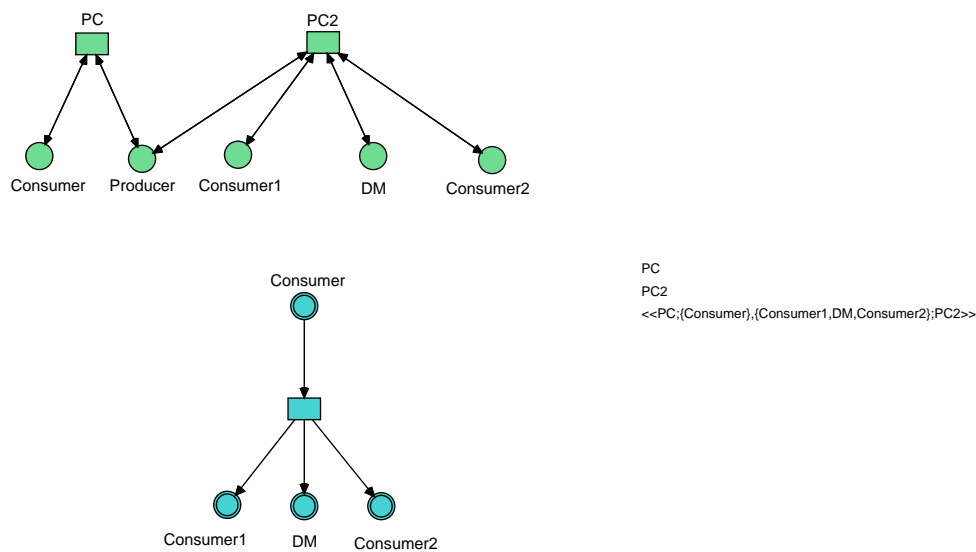 PC PC2
Consumer Producer Consumer1 DM Consumer2
Consumer
PC
PC2
<<PC;{Consumer},{Consumer1,DM,Consumer2};PC2>>
Consumer1 DM Consumer2